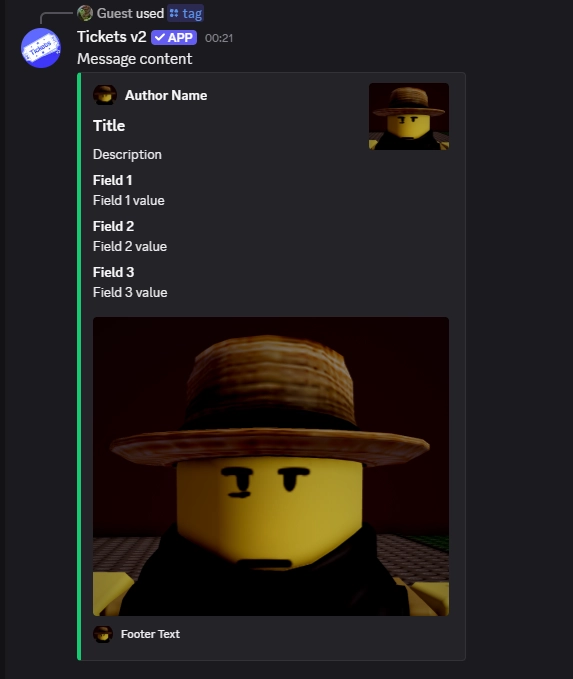 Guest used tag
Tickets v2 APP 00:21
Message content
Author Name
Title
Description
Field 1
Field 1 value
Field 2
Field 2 value
Field 3
Field 3 value
Footer Text
Tickets